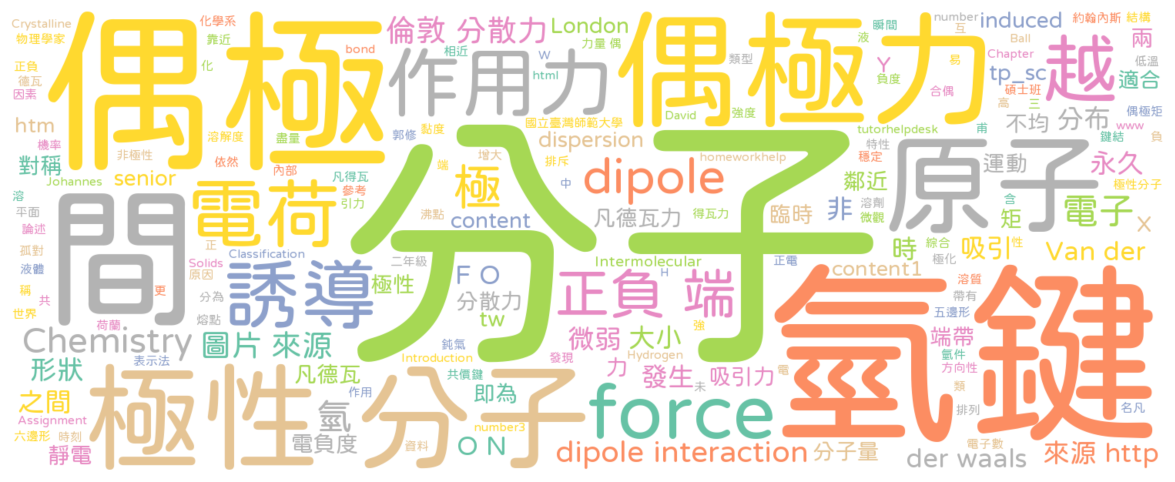 Crystalline
化學系
倫敦 分散力
London
瞬間
number
互
induced
約翰內斯
結構
物理學家
靠近
偶極
bond
相近
力量 偶
偶極力
液
類型
Ball
Chapter
越
兩
低溫
正負
德瓦
化
作用力
W
html
Y
負度
易
tp_sc
適合
因素
強度
合偶
碩士班
高
三
偶極矩
htm
溶解度
盡量
郭修
黏度
國立臺灣師範大學
David
甫
不均
分布
www
機率
依然
分子
dispersion
tutorhelpdesk
原子
鍵結
負
對稱
非極性
內部
端
增大
排斥
homeworkhelp
特性
穩定
運動
永久
Johannes
senior
凡得瓦
參考
引力
極
中
dipole
鄰近
含
極性分子
溶
間
電荷
沸點
content
凡德瓦力
得瓦力
臨時
非
溶劑
微觀
矩
電子
X
平面
論述
正
孤對
Classification
二年級
Intermolecular
正電
時
綜合
極化
吸引
性
Van der
液體
Solids
原因
誘導
極性
F O
分散力
H
正負 端
content1
溶質
帶有
稱
共
更
分為
tw
強
氫鍵
五邊形
世界
荷蘭
熔點
鈍氣
微弱
大小
端帶
Chemistry
表示法
圖片 來源
Introduction
發現
Hydrogen
氫件
方向性
形狀
極性分子
凡德瓦
共價鍵
即為
力
發生
吸引力
電
未
類
之間
氫
作用
force
排列
名凡
Assignment
電負度
number3
六邊形
時刻
O N
dipole interaction
分子量
電子數
靜電
資料
der waals
來源 http